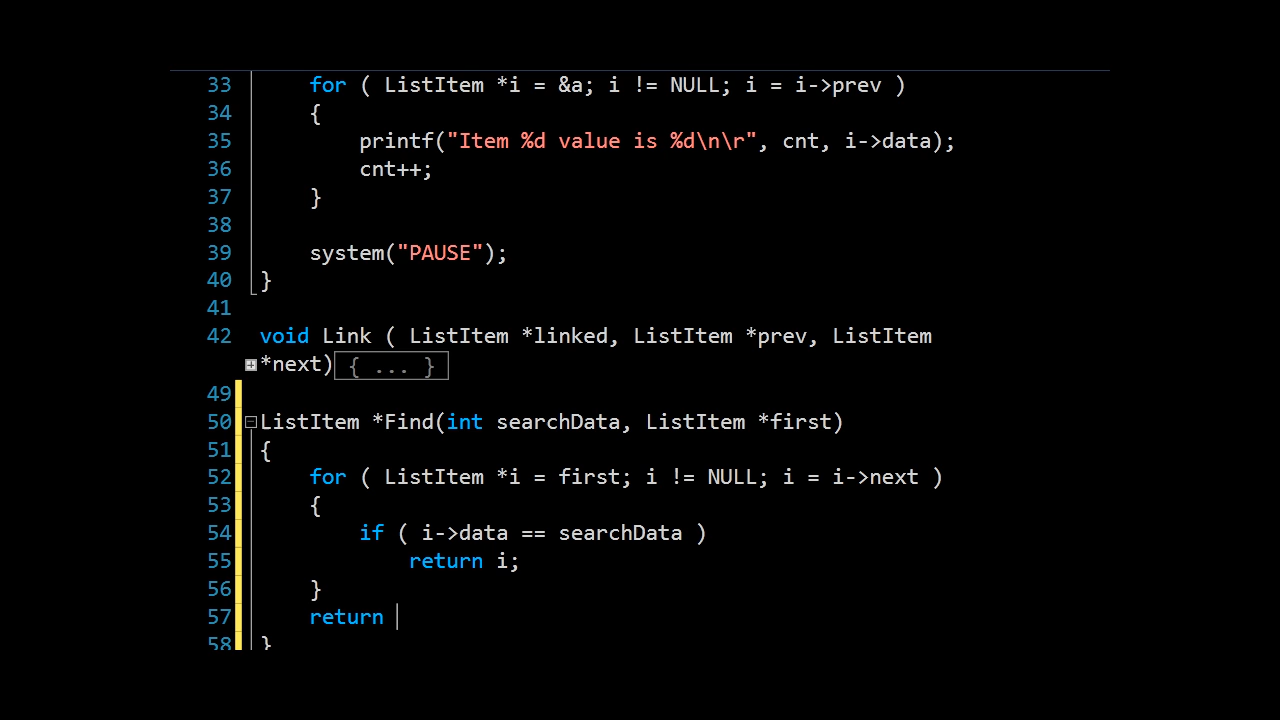 33 for ( ListItem *i = &a; i != NULL; i = i->prev )
34 {
35 printf("Item %d value is %d\n\r", cnt, i->data);
36 cnt++;
37 }
38
39 system("PAUSE");
40 }
41
42 void Link ( ListItem *linked, ListItem *prev, ListItem
*next) { ... }
49
50 ListItem *Find(int searchData, ListItem *first)
51 {
52 for ( ListItem *i = first; i != NULL; i = i->next )
53 {
54 if ( i->data == searchData )
55 return i;
56 }
57 return
58 }